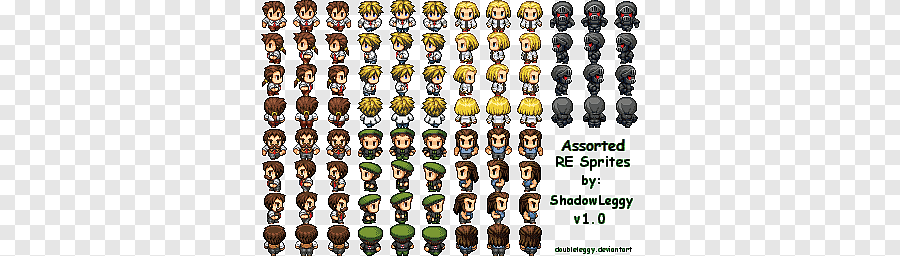 Assorted
RE Sprites
by:
ShadowLeggy
v1.0
doubleleggy.deviantart